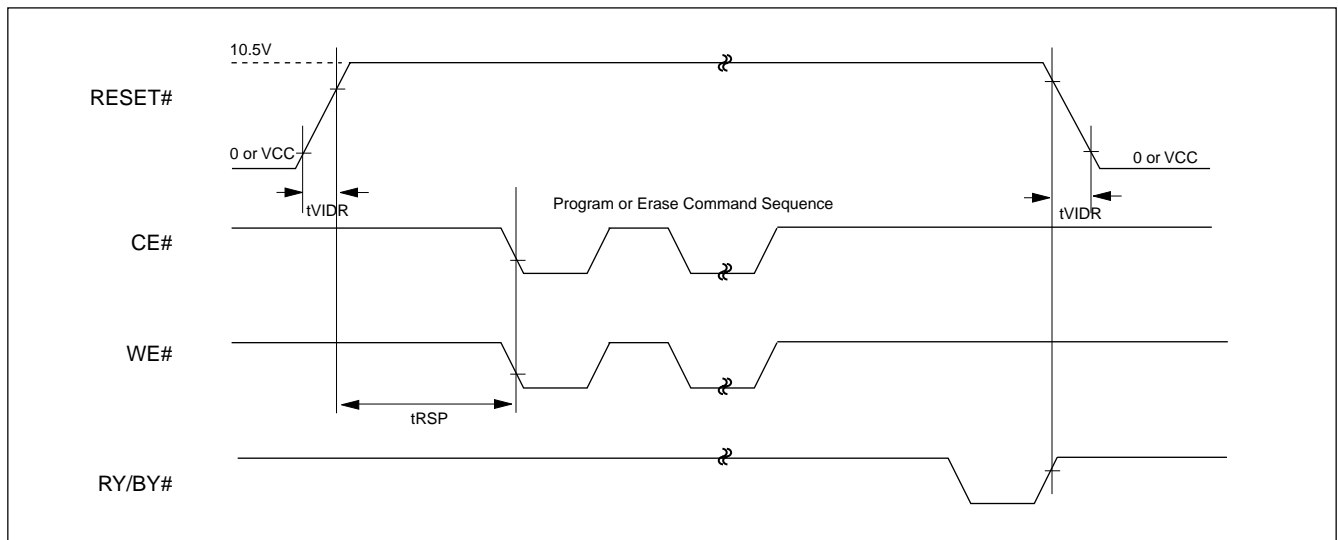 10.5V
RESET#
0 or VCC
0 or VCC
tVIDR
tVIDR
Program or Erase Command Sequence
CE#
WE#
tRSP
RY/BY#